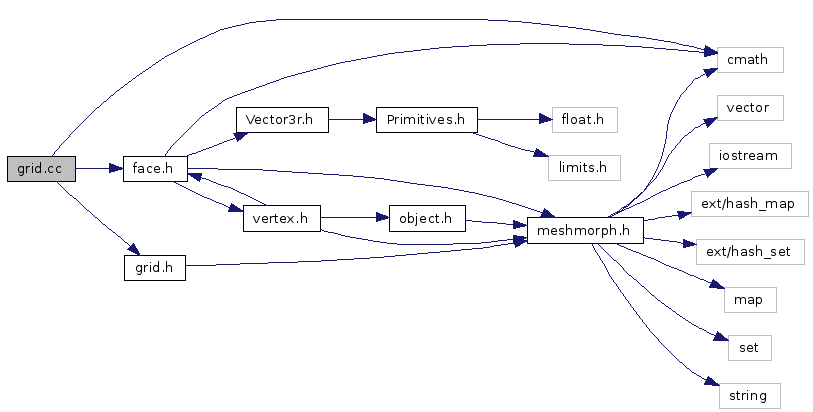 cmath
vector
Vector3r.h
Primitives.h
float.h
iostream
grid.cc
face.h
limits.h
ext/hash_map
vertex.h
object.h
meshmorph.h
ext/hash_set
grid.h
map
set
string